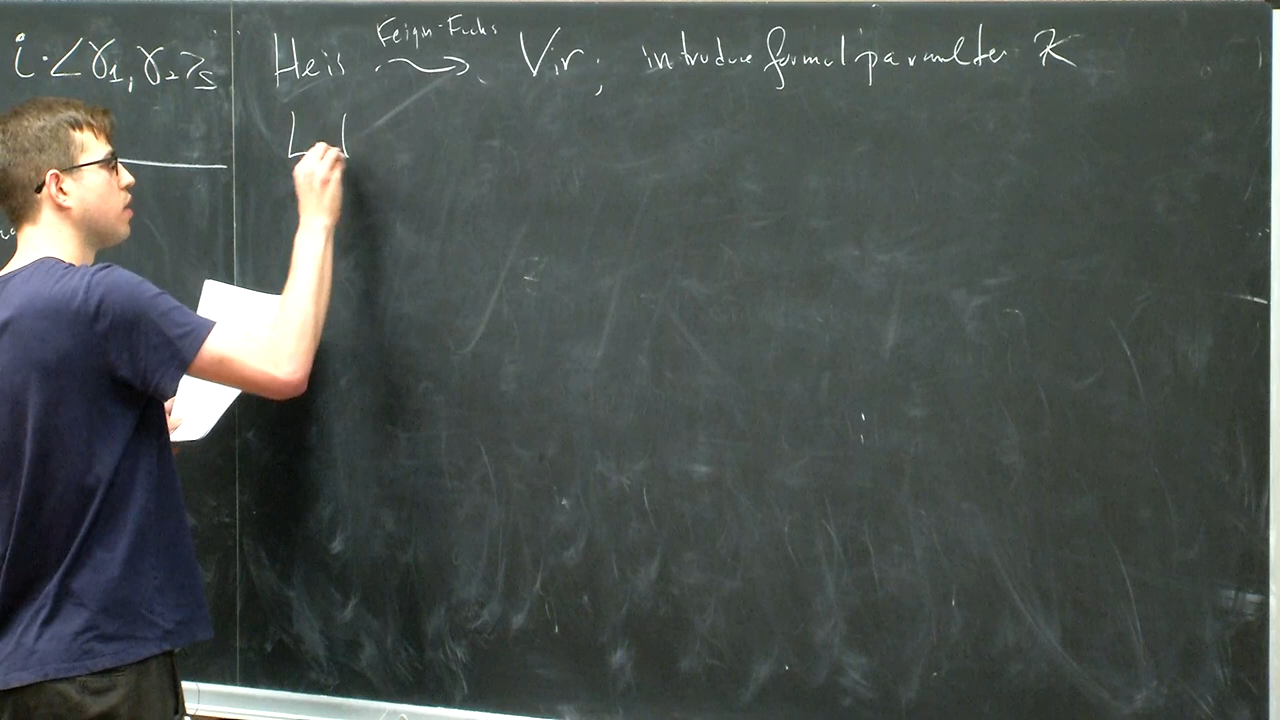 i·<γ₁, γ₂>ₛ
Feigin-Fuchs
Heis ⇝ Vir; introduce formal parameter κ
L